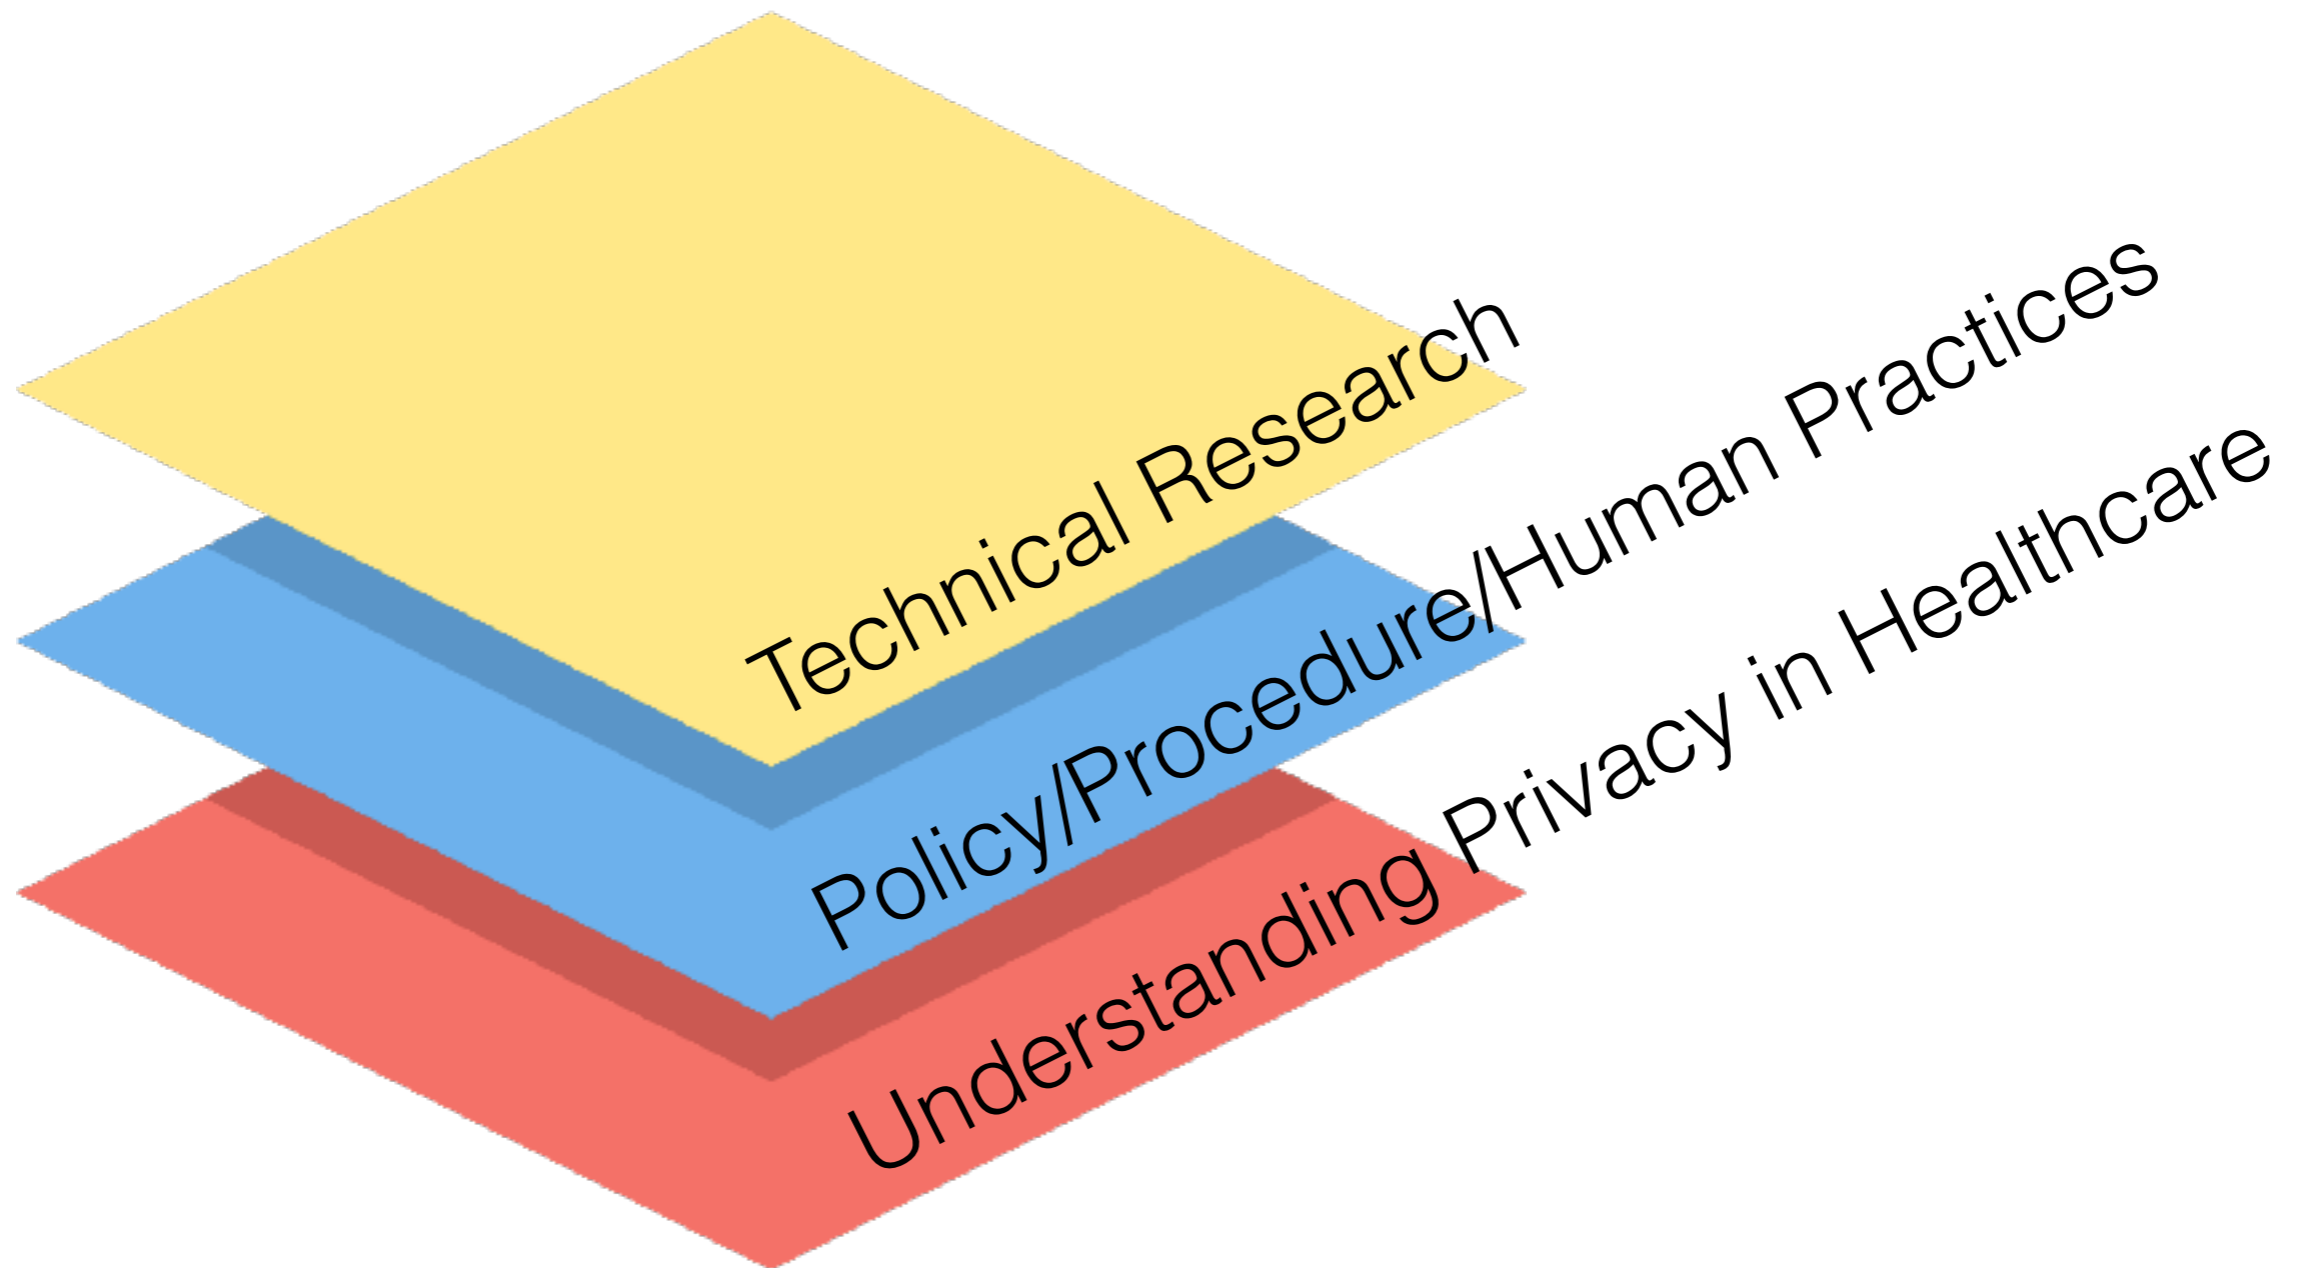 Technical Research
Policy/Procedure/Human Practices
Understanding Privacy in Healthcare